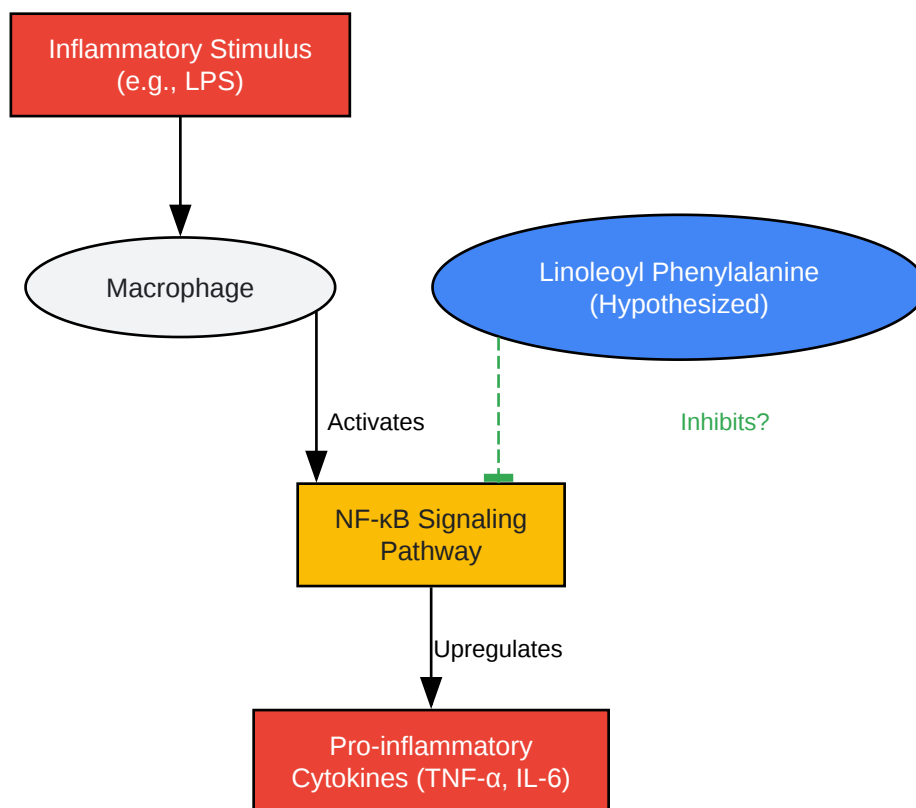 Inflammatory Stimulus
(e.g., LPS)
Macrophage
Linoleoyl Phenylalanine
(Hypothesized)
Activates
Inhibits?
NF-κB Signaling
Pathway
Upregulates
Pro-inflammatory
Cytokines (TNF-α, IL-6)